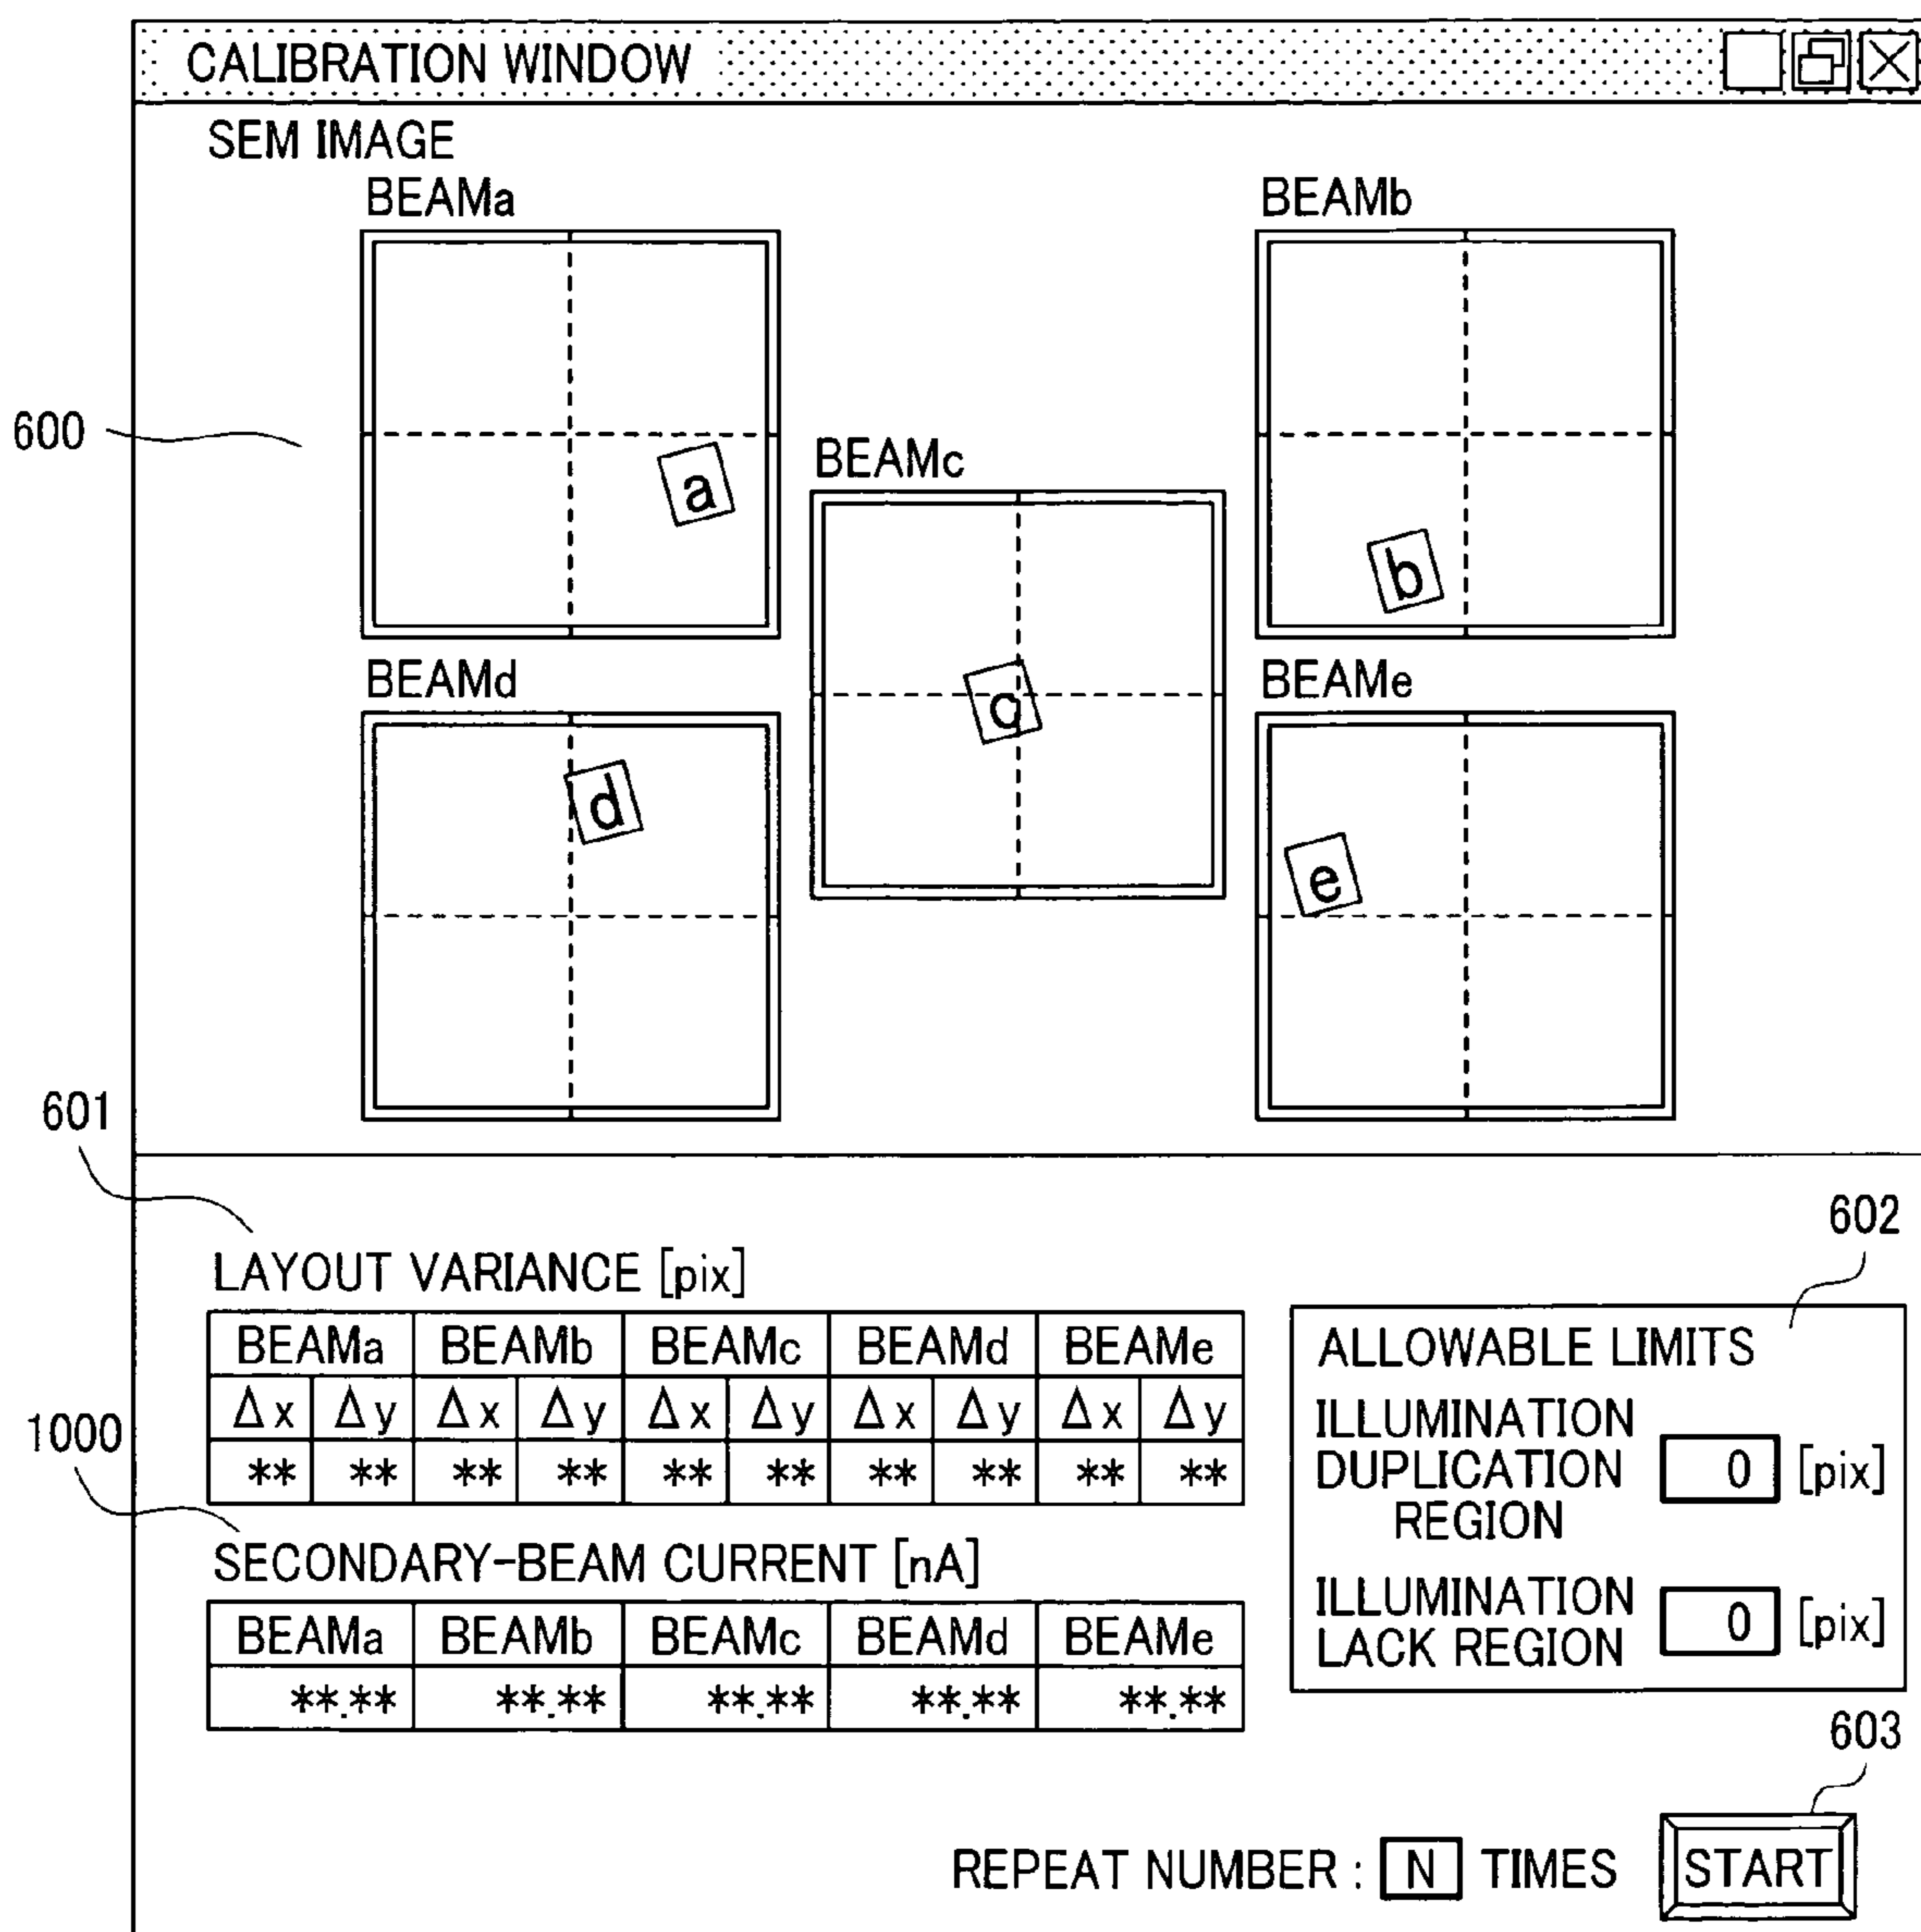 CALIBRATION WINDOW
SEM IMAGE
BEAMa
BEAMb
600
a
BEAMc
b
BEAMd
c
BEAMe
d
e
601
602
LAYOUT VARIANCE [pix]
BEAMa BEAMb BEAMc BEAMd BEAMe
Δx Δy Δx Δy Δx Δy Δx Δy Δx Δy
** ** ** ** ** ** ** ** ** **
1000
SECONDARY-BEAM CURRENT [nA]
BEAMa BEAMb BEAMc BEAMd BEAMe
**.** **.** **.** **.** **.**
ALLOWABLE LIMITS
ILLUMINATION
DUPLICATION 0 [pix]
REGION
ILLUMINATION
LACK REGION 0 [pix]
603
REPEAT NUMBER : N TIMES START